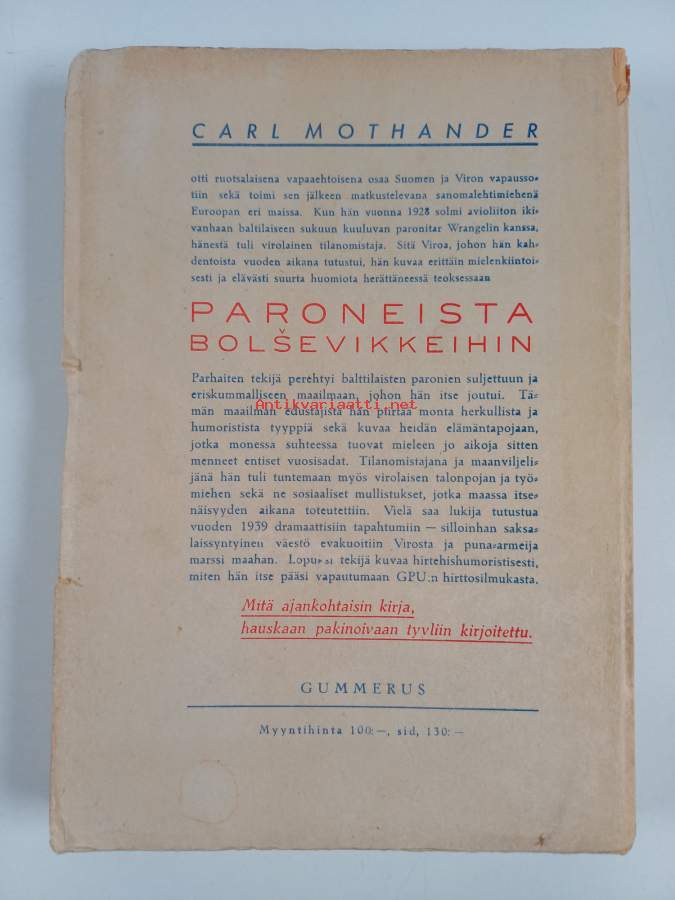 CARL MOTHANDER
otti ruotsalaisena vapaaehtoisena osaa Suomen ja Viron vapausso-
tiin sekä toimi sen jälkeen matkustelevana sanomalehtimiehenä
Euroopan eri maissa. Kun hän vuonna 1928 solmi avioliiton iki-
vanhaan baltilaiseen sukuun kuuluvan paronitar Wrangelin kanssa,
hänestä tuli virolainen tilanomistaja. Sitä Viroa, johon hän kah-
dentoista vuoden aikana tutustui, hän kuvaa erittäin mielenkiintoi-
sesti ja elävästi suurta huomiota herättäneessä teoksessaan
PARONEISTA
BOLŠEVIKKEIHIN
Parhaiten tekijä perehtyi balttilaisten paronien suljettuun ja
eriskummalliseen maailmaan, johon hän itse joutui. Tä-
Antikvariaatti.net
män maailman edustajista hän piirtää monta herkullista ja
humoristista tyyppiä sekä kuvaa heidän elämäntapojaan,
jotka monessa suhteessa tuovat mieleen jo aikoja sitten
menneet entiset vuosisadat. Tilanomistajana ja maanviljeli-
jänä hän tuli tuntemaan myös virolaisen talonpojan ja työ-
miehen sekä ne sosiaaliset mullistukset, jotka maassa itse-
näisyyden aikana toteutettiin. Vielä saa lukija tutustua
vuoden 1939 dramaattisiin tapahtumiin — silloinhan saksa-
laissyntyinen väestö evakuoitiin Virosta ja puna-armeija
marssi maahan. Lopuksi tekijä kuvaa hirtehishumoristisesti,
miten hän itse pääsi vapautumaan GPU:n hirttosilmukasta.
Mitä ajankohtaisin kirja,
hauskaan pakinoivaan tyyliin kirjoitettu.
GUMMERUS
Myyntihinta 100:—, sid, 130:—